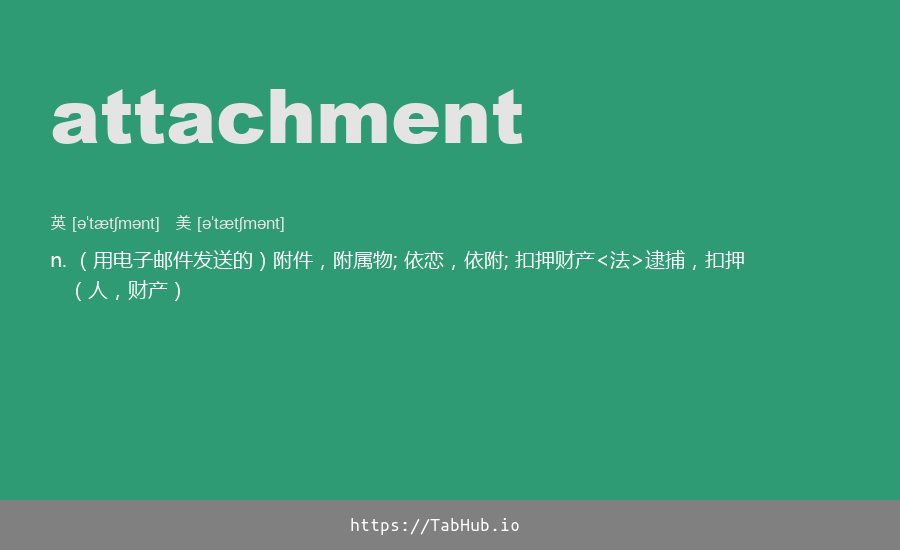 attachment
英 [ə'tætʃmənt] 美 [ə'tætʃmənt]
n. （用电子邮件发送的）附件，附属物; 依恋，依附; 扣押财产<法>逮捕，扣押
（人，财产）
https://TabHub.io